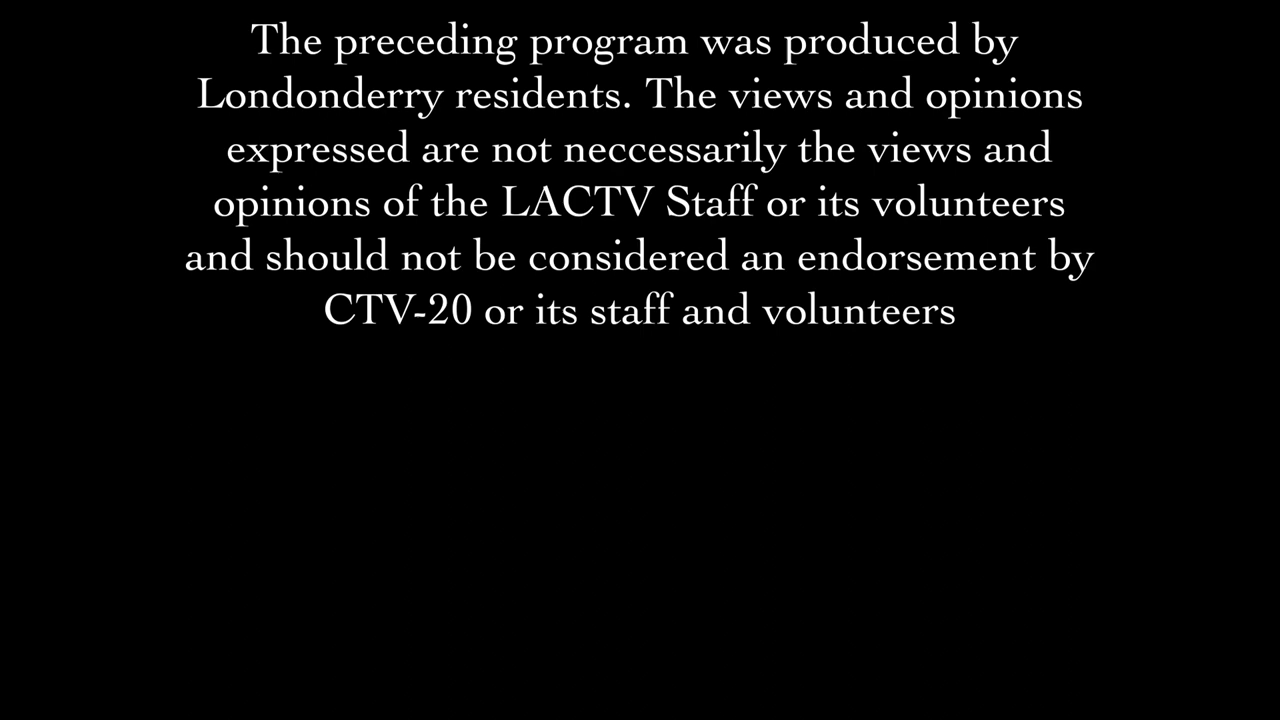 The preceding program was produced by
Londonderry residents. The views and opinions
expressed are not neccessarily the views and
opinions of the LACTV Staff or its volunteers
and should not be considered an endorsement by
CTV-20 or its staff and volunteers